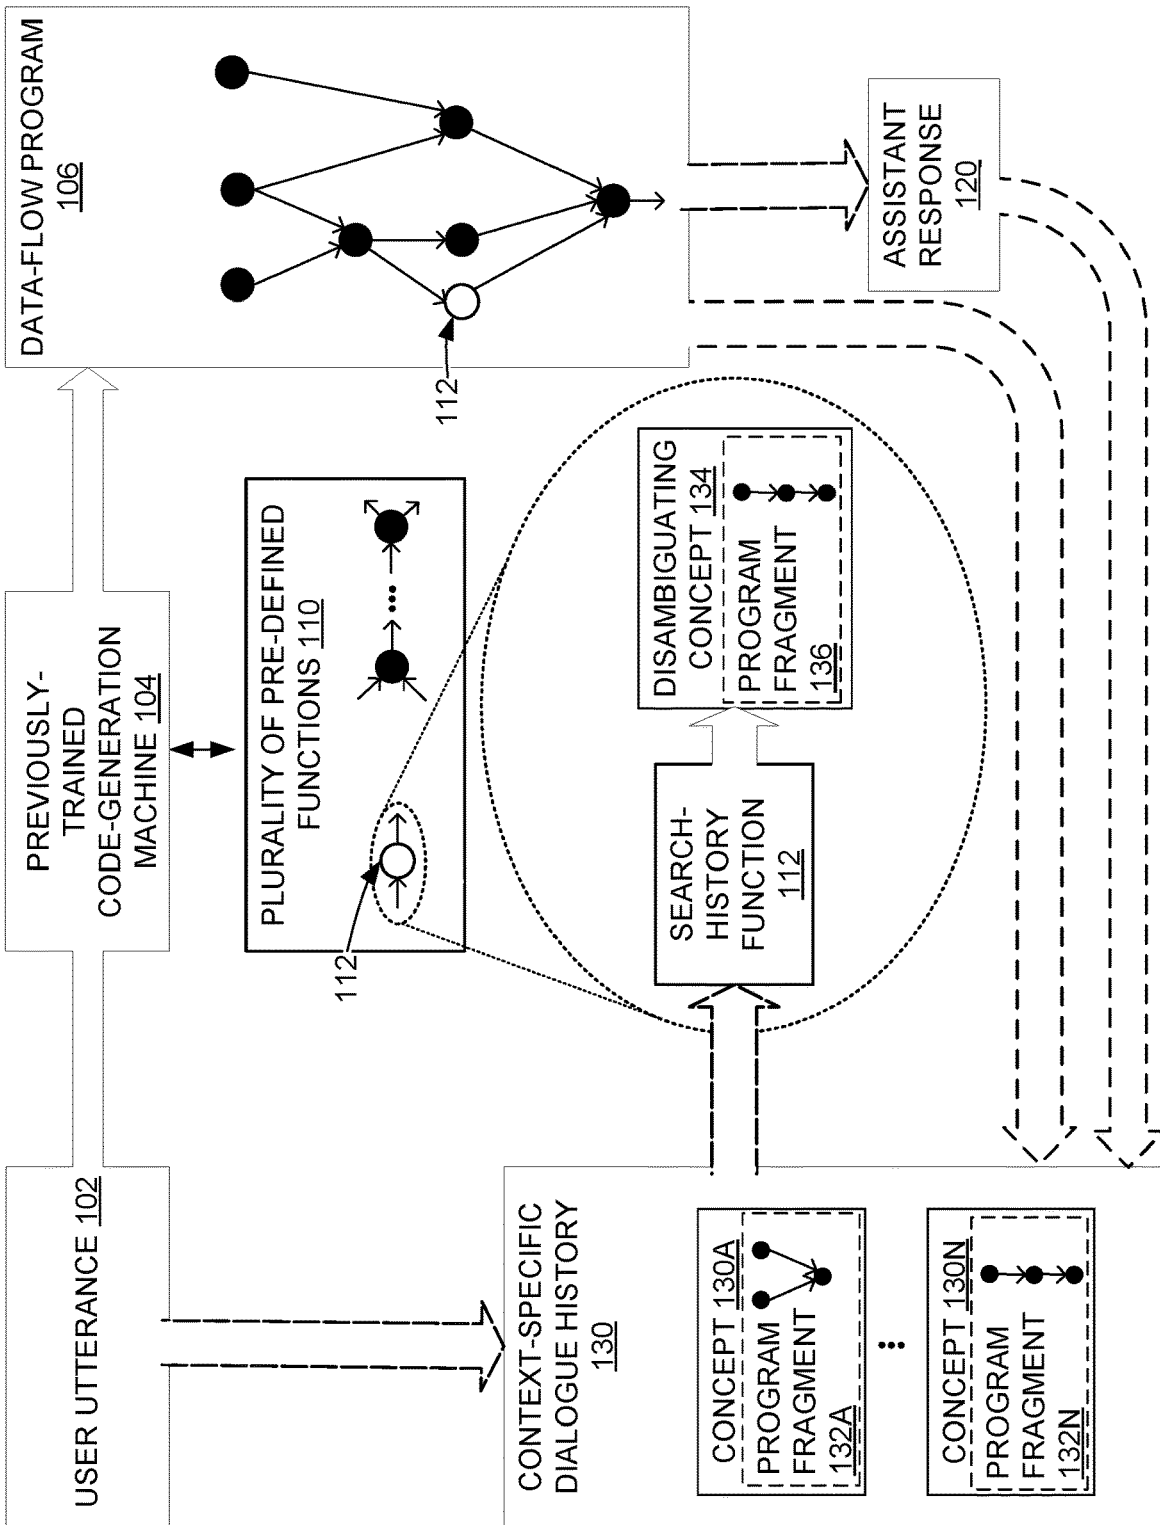 USER UTTERANCE 102
PREVIOUSLY-
TRAINED
CODE-GENERATION
MACHINE 104
DATA-FLOW PROGRAM
106
112
PLURALITY OF PRE-DEFINED
FUNCTIONS 110
112
CONTEXT-SPECIFIC
DIALOGUE HISTORY
130
CONCEPT 130A
PROGRAM
FRAGMENT
132A
CONCEPT 130N
PROGRAM
FRAGMENT
132N
SEARCH-
HISTORY
FUNCTION
112
DISAMBIGUATING
CONCEPT 134
PROGRAM
FRAGMENT
136
ASSISTANT
RESPONSE
120